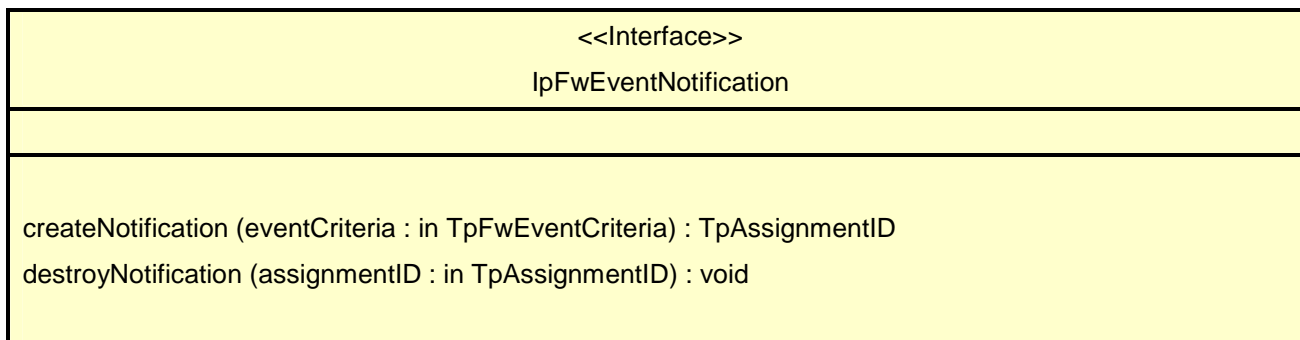 <<Interface>>
IpFwEventNotification
createNotification (eventCriteria : in TpFwEventCriteria) : TpAssignmentID
destroyNotification (assignmentID : in TpAssignmentID) : void